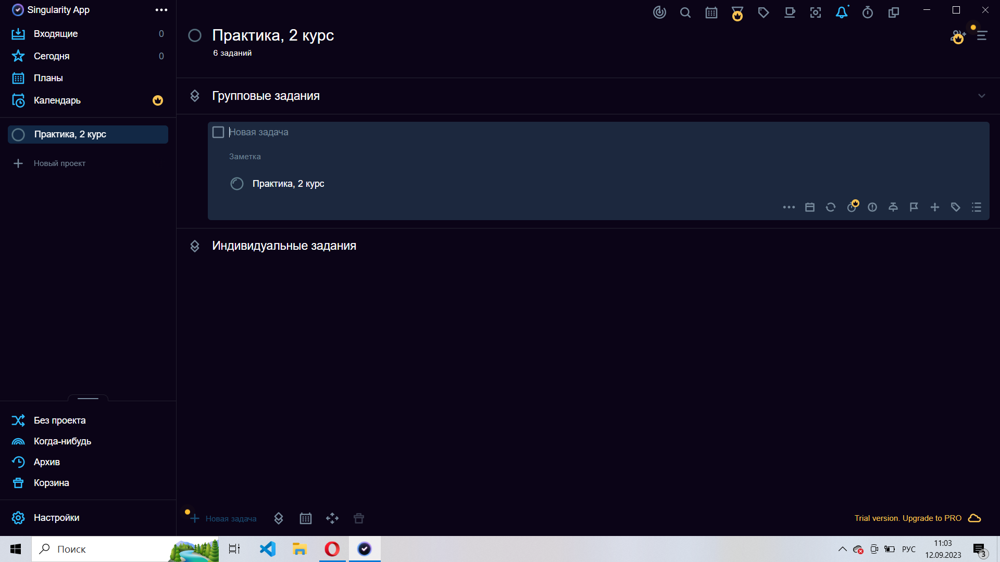 Singularity App
Входящие 0
Сегодня 0
Планы
Календарь
Практика, 2 курс
Новый проект
Без проекта
Когда-нибудь
Архив
Корзина
Настройки
Практика, 2 курс
6 заданий
Групповые задания
Новая задача
Заметка
Практика, 2 курс
Индивидуальные задания
Новая задача
Trial version. Upgrade to PRO
Поиск
РУС
11:03
12.09.2023
3